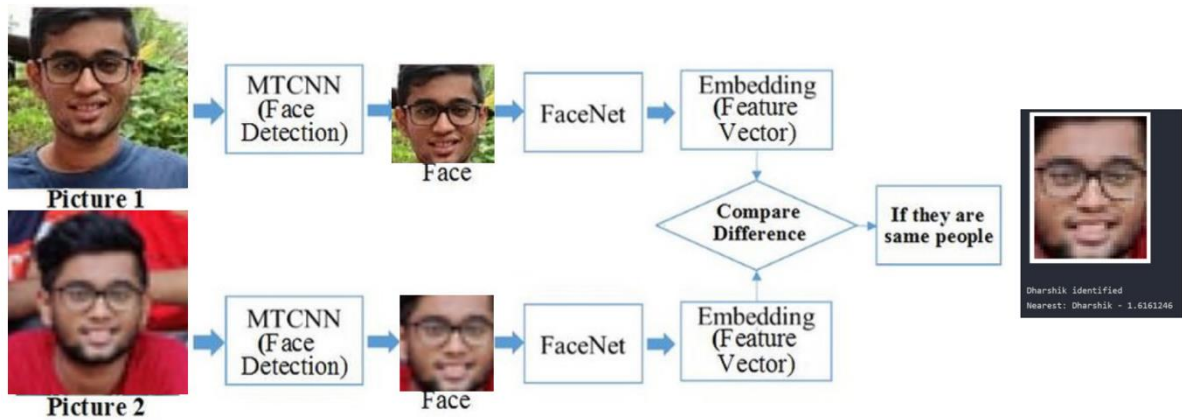 MTCNN
(Face
Detection)
Face
FaceNet
Embedding
(Feature
Vector)
Picture 1
Compare
Difference
If they are
same people
Dharshik identified
Nearest: Dharshik - 1.6161246
MTCNN
(Face
Detection)
Face
FaceNet
Embedding
(Feature
Vector)
Picture 2